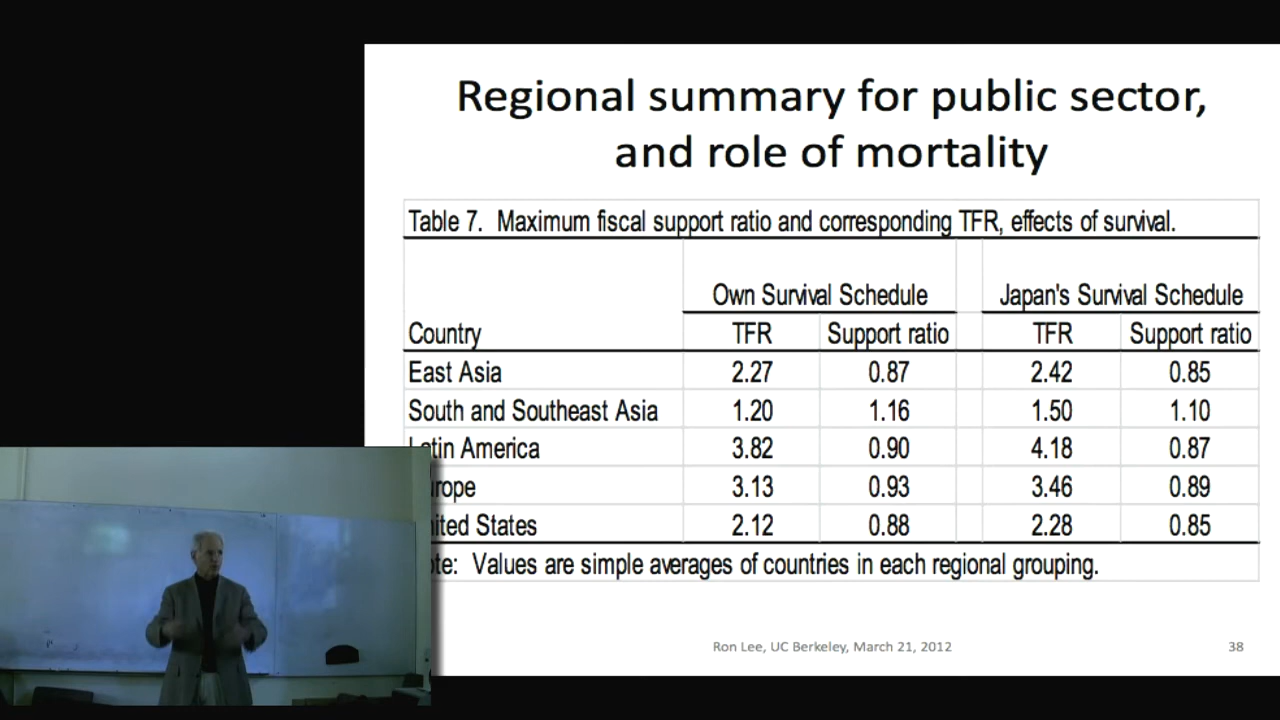 Regional summary for public sector,
and role of mortality
Table 7. Maximum fiscal support ratio and corresponding TFR, effects of survival.
Own Survival Schedule Japan's Survival Schedule
Country TFR Support ratio TFR Support ratio
East Asia 2.27 0.87 2.42 0.85
South and Southeast Asia 1.20 1.16 1.50 1.10
Latin America 3.82 0.90 4.18 0.87
urope 3.13 0.93 3.46 0.89
nited States 2.12 0.88 2.28 0.85
ote: Values are simple averages of countries in each regional grouping.
Ron Lee, UC Berkeley, March 21, 2012 38